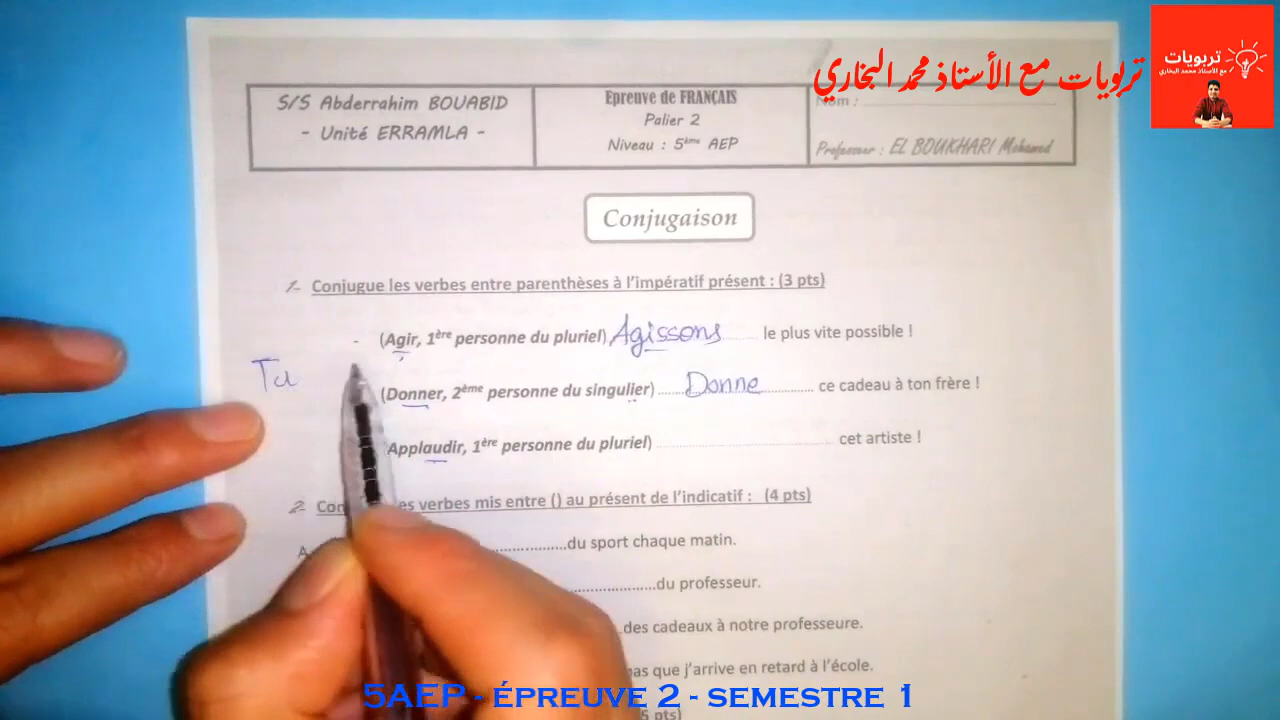 تربويات مع الأستاذ محمد البخاري
تربويات
مع الأستاذ محمد البخاري
S/S Abderrahim BOUABID
- Unité ERRAMLA -
Epreuve de FRANÇAIS
Palier 2
Niveau : 5ème AEP
Nom :
Professeur : EL BOUKHARI Mohamed
Conjugaison
1- Conjugue les verbes entre parenthèses à l'impératif présent : (3 pts)
- (Agir, 1ère personne du pluriel) Agissons le plus vite possible !
Tu
(Donner, 2ème personne du singulier) Donne ce cadeau à ton frère !
Applaudir, 1ère personne du pluriel) cet artiste !
2- Con es verbes mis entre () au présent de l'indicatif : (4 pts)
A du sport chaque matin.
du professeur.
des cadeaux à notre professeure.
pas que j'arrive en retard à l'école.
5 pts)
5AEP - épreuve 2 - semestre 1